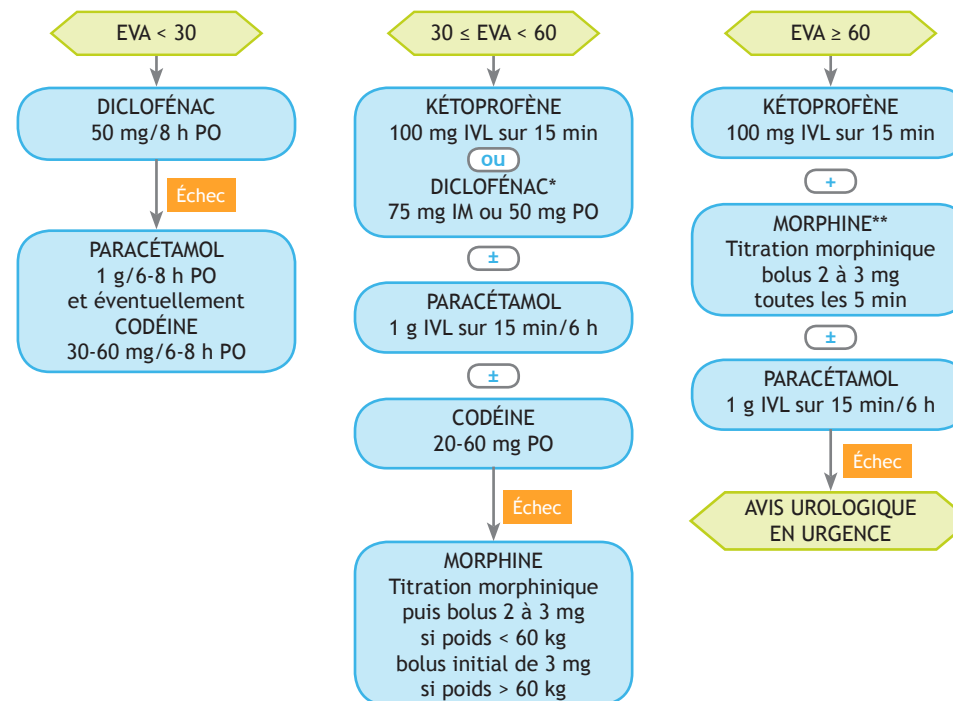 EVA < 30
DICLOFÉNAC
50 mg/8 h PO
Échec
PARACÉTAMOL
1 g/6-8 h PO
et éventuellement
CODÉINE
30-60 mg/6-8 h PO
30 ≤ EVA < 60
KÉTOPROFÈNE
100 mg IVL sur 15 min
ou
DICLOFÉNAC*
75 mg IM ou 50 mg PO
±
PARACÉTAMOL
1 g IVL sur 15 min/6 h
±
CODÉINE
20-60 mg PO
Échec
MORPHINE
Titration morphinique
puis bolus 2 à 3 mg
si poids < 60 kg
bolus initial de 3 mg
si poids > 60 kg
EVA ≥ 60
KÉTOPROFÈNE
100 mg IVL sur 15 min
+
MORPHINE**
Titration morphinique
bolus 2 à 3 mg
toutes les 5 min
±
PARACÉTAMOL
1 g IVL sur 15 min/6 h
Échec
AVIS UROLOGIQUE
EN URGENCE